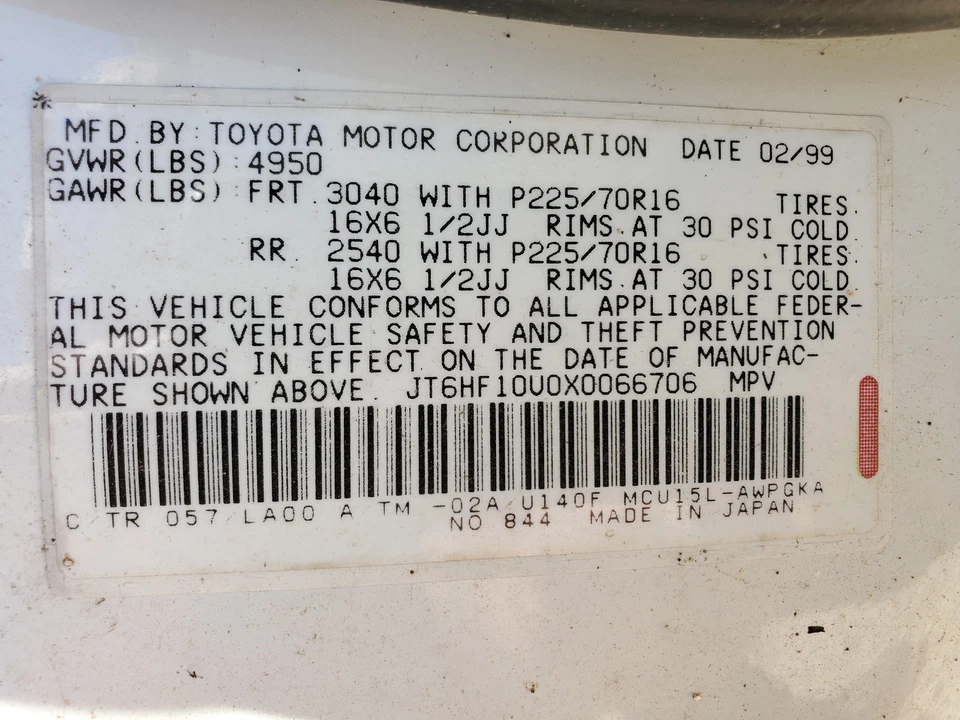 MFD. BY: TOYOTA MOTOR CORPORATION DATE 02/99
GVWR(LBS): 4950
GAWR(LBS): FRT. 3040 WITH P225/70R16 TIRES.
16X6 1/2JJ RIMS.AT 30 PSI COLD.
RR. 2540 WITH P225/70R16 TIRES.
16X6 1/2JJ RIMS.AT 30 PSI COLD.
THIS VEHICLE CONFORMS TO ALL APPLICABLE FEDER-
AL MOTOR VEHICLE SAFETY AND THEFT PREVENTION
STANDARDS IN EFFECT ON THE DATE OF MANUFAC-
TURE SHOWN ABOVE. JT6HF10U0X0066706 MPV
C/TR 057/LA00 A/TM -02A/U140F MCU15L-AWPGKA
NO 844 MADE IN JAPAN